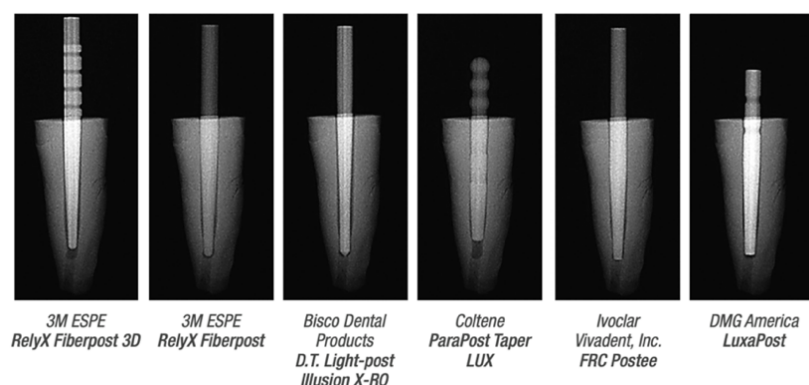 3M ESPE
RelyX Fiberpost 3D
3M ESPE
RelyX Fiberpost
Bisco Dental
Products
D.T. Light-post
Illusion X-RO
Coltene
ParaPost Taper
LUX
Ivoclar
Vivadent, Inc.
FRC Postee
DMG America
LuxaPost